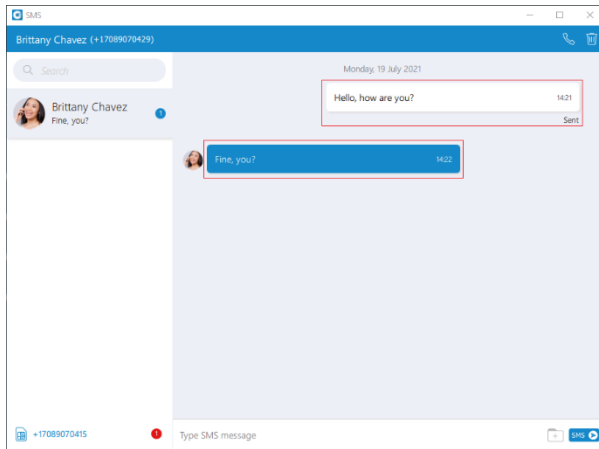 SMS
Brittany Chavez (+17089070429)
Search
Brittany Chavez
Fine, you?
1
Monday, 19 July 2021
Hello, how are you? 14:21
Sent
Fine, you? 14:22
+17089070415 1
Type SMS message
SMS